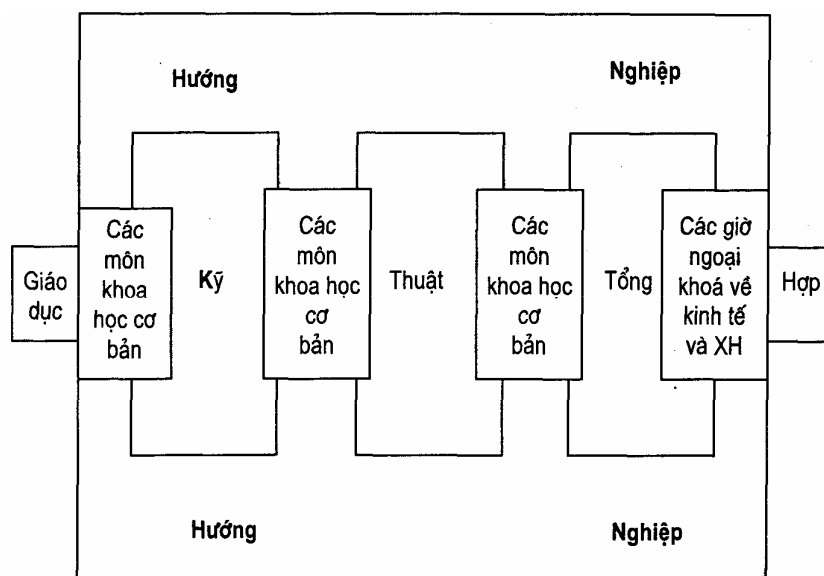 Hướng
Nghiệp
Giáo
dục
Các
môn
khoa
học cơ
bản
Kỹ
Các
môn
khoa học
cơ
bản
Thuật
Các
môn
khoa học
cơ
bản
Tổng
Các giờ
ngoại
khoá về
kinh tế
và XH
Hợp
Hướng
Nghiệp